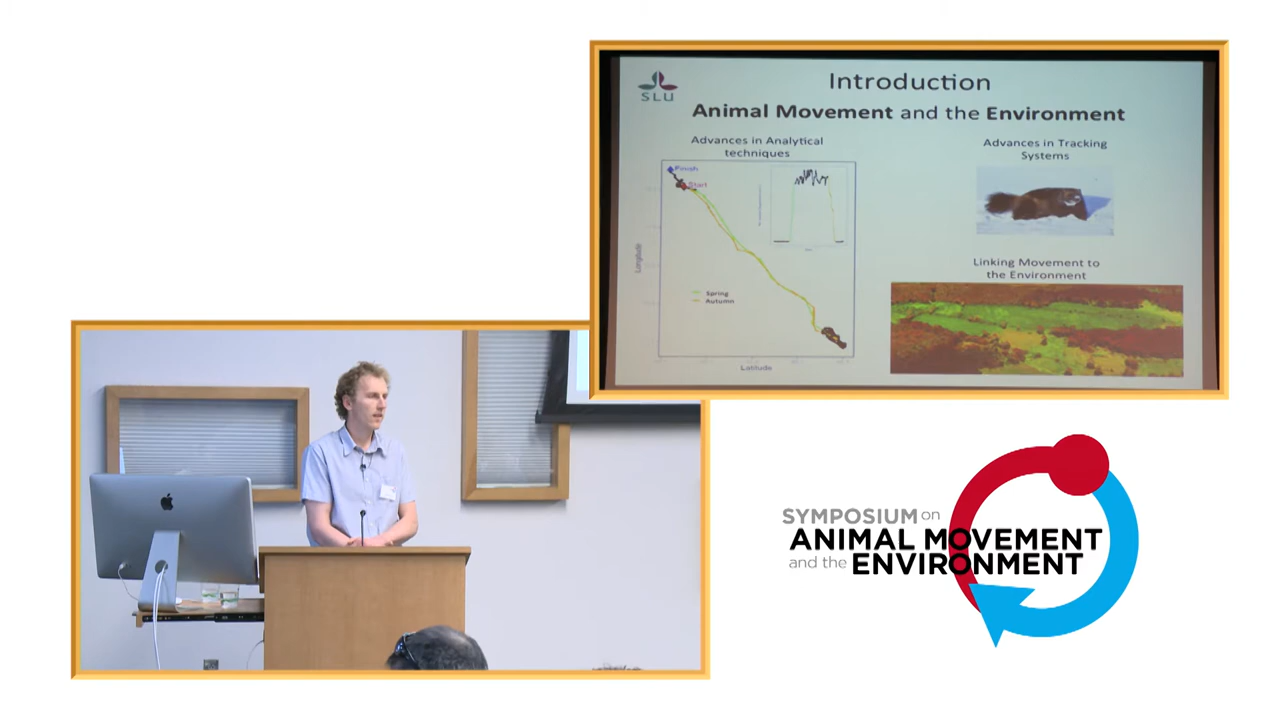 SLU
Introduction
Animal Movement and the Environment
Advances in Analytical
techniques
Finish
Start
Longitude
Spring
Autumn
Latitude
Advances in Tracking
Systems
Linking Movement to
the Environment
SYMPOSIUM on
ANIMAL MOVEMENT
and the ENVIRONMENT